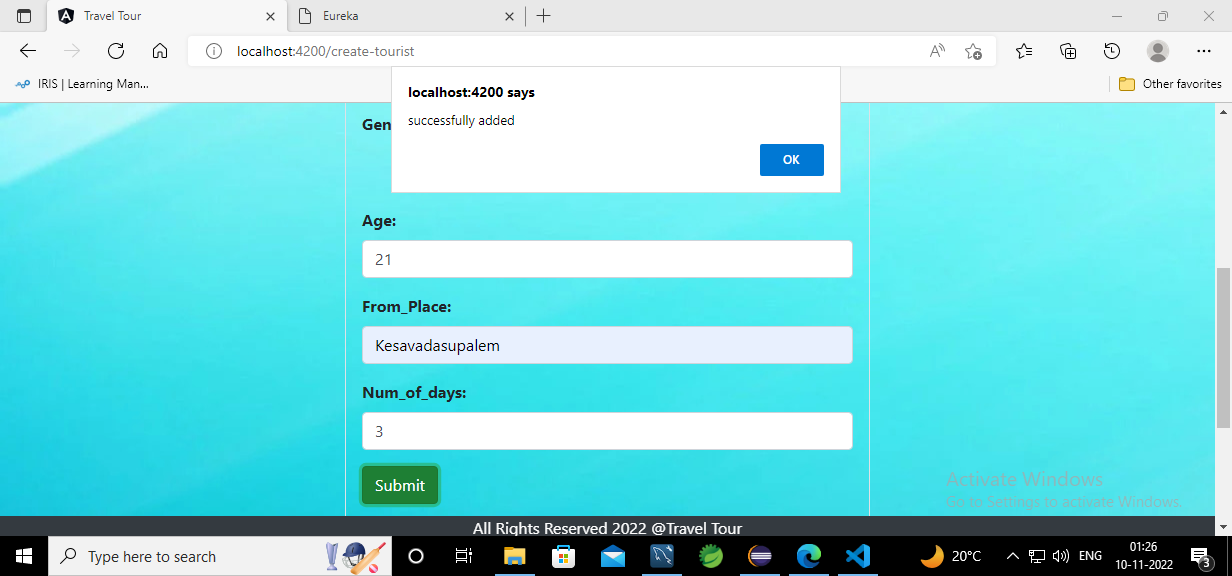 Travel Tour
Eureka
localhost:4200/create-tourist
IRIS | Learning Man...
Other favorites
localhost:4200 says
successfully added
OK
Gen
Age:
21
From_Place:
Kesavadasupalem
Num_of_days:
3
Submit
Activate Windows
Go to Settings to activate Windows.
All Rights Reserved 2022 @Travel Tour
Type here to search
20°C
ENG
01:26
10-11-2022
3